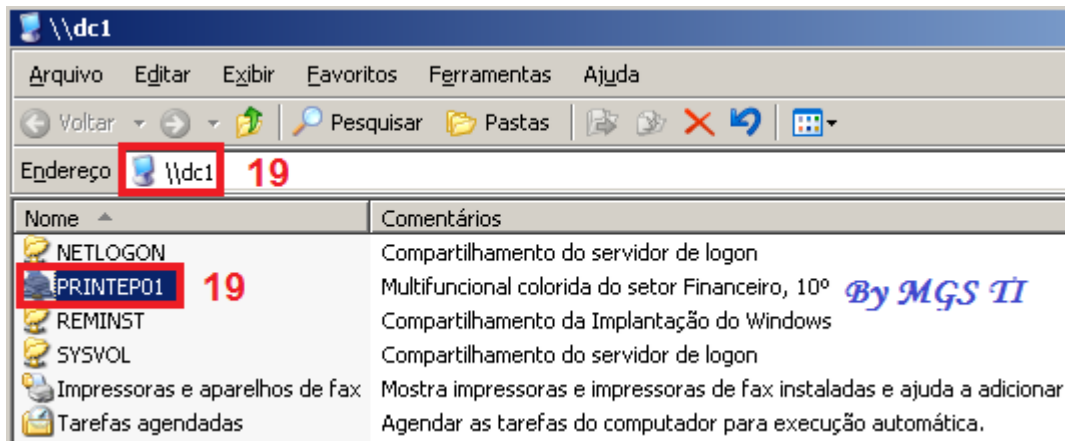 \\dc1
Arquivo Editar Exibir Favoritos Ferramentas Ajuda
Voltar Pesquisar Pastas
Endereço \\dc1 19
Nome Comentários
NETLOGON Compartilhamento do servidor de logon
PRINTEP01 19 Multifuncional colorida do setor Financeiro, 10º By MGS TI
REMINST Compartilhamento da Implantação do Windows
SYSVOL Compartilhamento do servidor de logon
Impressoras e aparelhos de fax Mostra impressoras e impressoras de fax instaladas e ajuda a adicionar
Tarefas agendadas Agendar as tarefas do computador para execução automática.